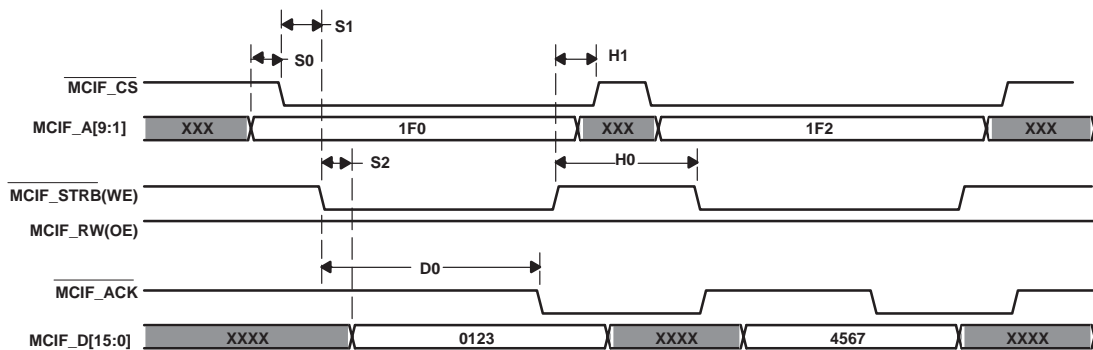 S1
S0
H1
MCIF_CS
MCIF_A[9:1] XXX 1F0 XXX 1F2 XXX
S2
H0
MCIF_STRB(WE)
MCIF_RW(OE)
D0
MCIF_ACK
MCIF_D[15:0] XXXX 0123 XXXX 4567 XXXX